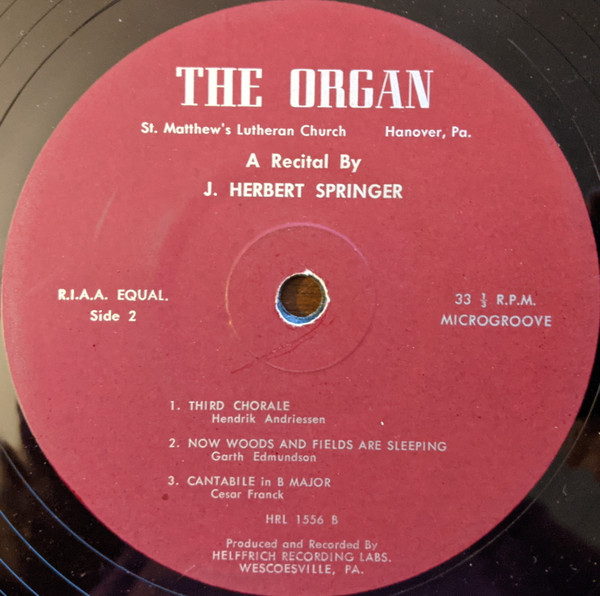 THE ORGAN
St. Matthew's Lutheran Church Hanover, Pa.
A Recital By
J. HERBERT SPRINGER
R.I.A.A. EQUAL.
Side 2
33 ⅓ R.P.M.
MICROGROOVE
1. THIRD CHORALE
Hendrik Andriessen
2. NOW WOODS AND FIELDS ARE SLEEPING
Garth Edmundson
3. CANTABILE in B MAJOR
Cesar Franck
HRL 1556 B
Produced and Recorded By
HELFFRICH RECORDING LABS.
WESCOESVILLE, PA.